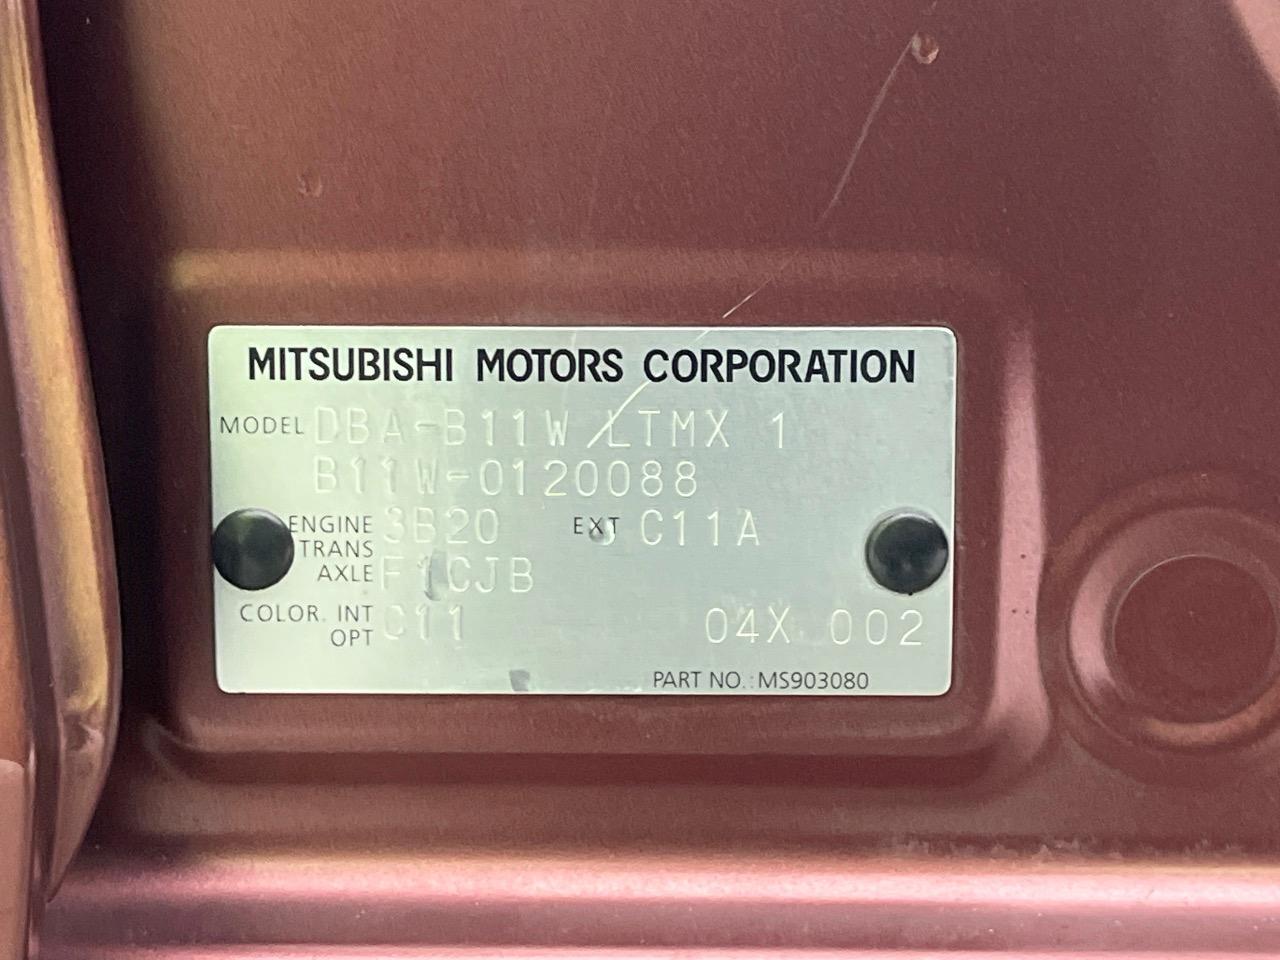 MITSUBISHI MOTORS CORPORATION
MODEL DBA-B11W LTMX 1
B11W-0120088
ENGINE 3B20 EXT C11A
TRANS
AXLE F1CJB
COLOR. INT C11 04X 002
OPT
PART NO.: MS903080